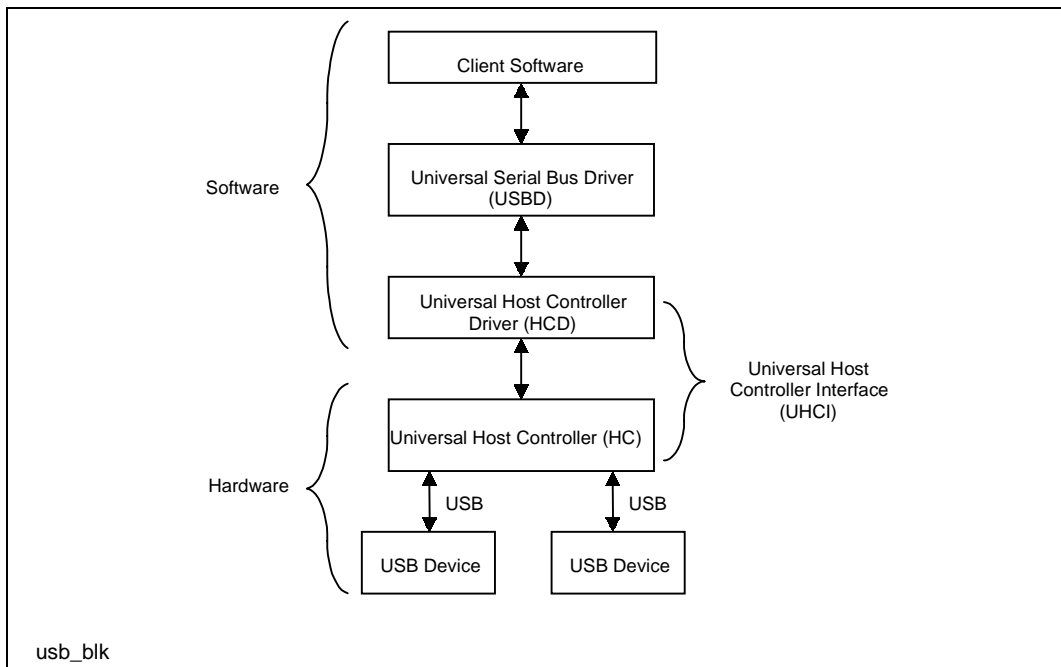 Client Software
Software
Universal Serial Bus Driver
(USBD)
Universal Host Controller
Driver (HCD)
Universal Host
Controller Interface
(UHCI)
Universal Host Controller (HC)
Hardware
USB
USB
USB Device
USB Device
usb_blk